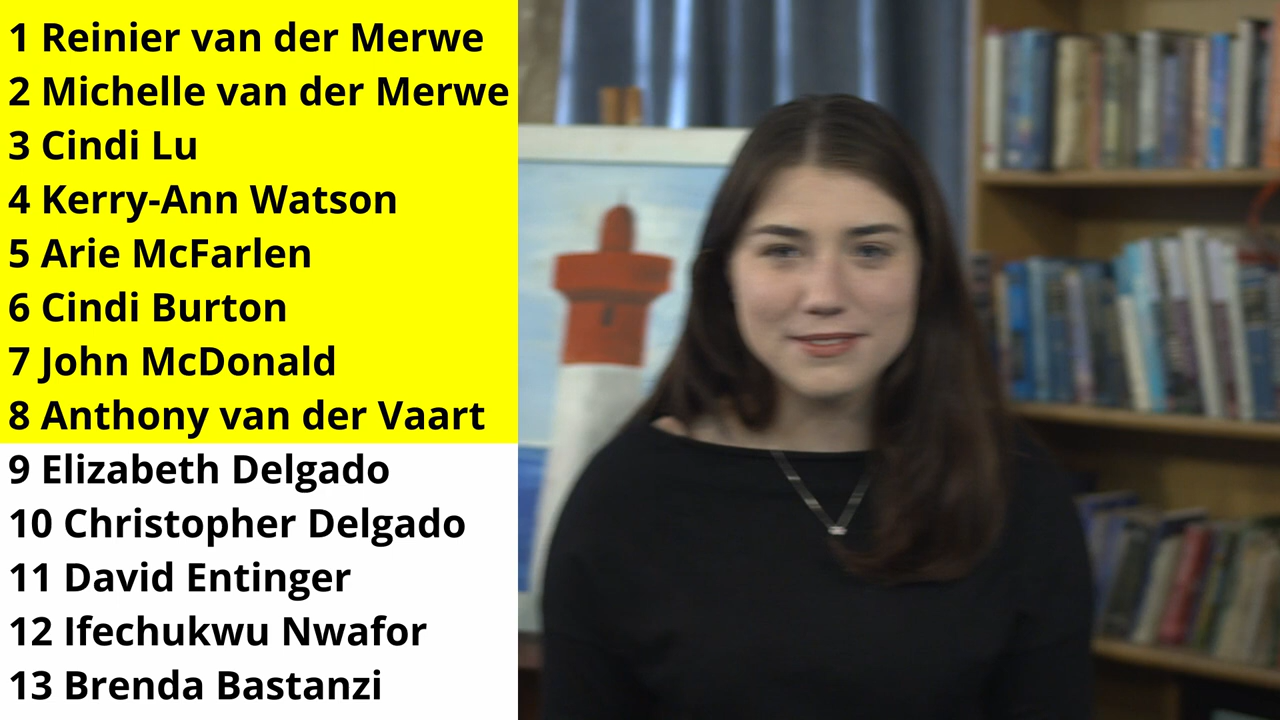 1 Reinier van der Merwe
2 Michelle van der Merwe
3 Cindi Lu
4 Kerry-Ann Watson
5 Arie McFarlen
6 Cindi Burton
7 John McDonald
8 Anthony van der Vaart
9 Elizabeth Delgado
10 Christopher Delgado
11 David Entinger
12 Ifechukwu Nwafor
13 Brenda Bastanzi